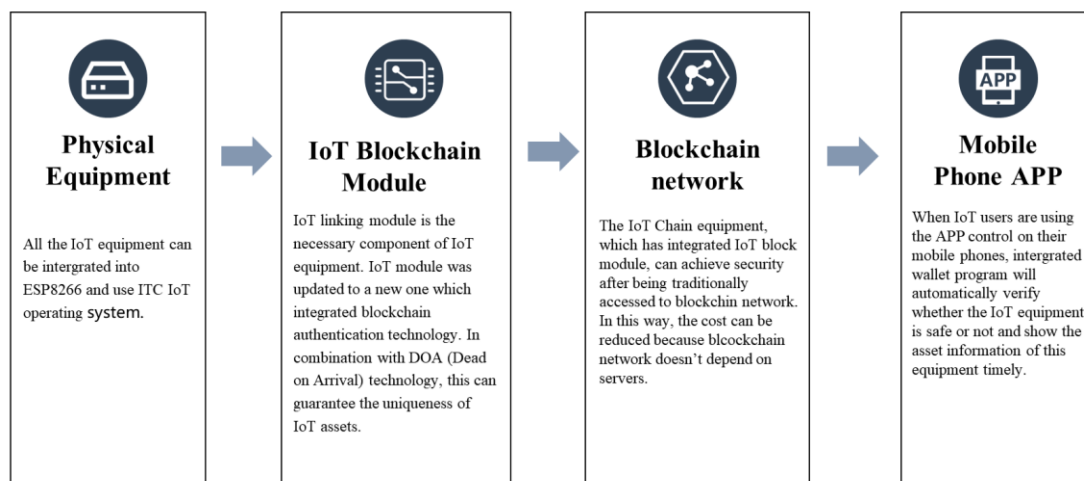 Physical
Equipment
All the IoT equipment can
be intergrated into
ESP8266 and use ITC IoT
operating system.
IoT Blockchain
Module
IoT linking module is the
necessary component of IoT
equipment. IoT module was
updated to a new one which
integrated blockchain
authentication technology. In
combination with DOA (Dead
on Arrival) technology, this can
guarantee the uniqueness of
IoT assets.
Blockchain
network
The IoT Chain equipment,
which has integrated IoT block
module, can achieve security
after being traditionally
accessed to blockchin network.
In this way, the cost can be
reduced because blcockchain
network doesn't depend on
servers.
APP
Mobile
Phone APP
When IoT users are using
the APP control on their
mobile phones, intergrated
wallet program will
automatically verify
whether the IoT equipment
is safe or not and show the
asset information of this
equipment timely.